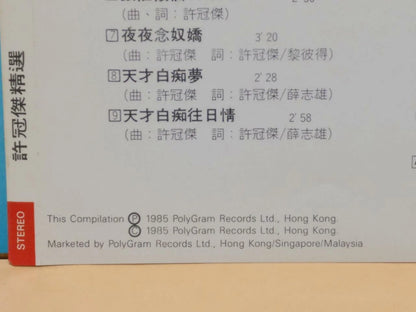 (曲、詞：許冠傑)
7 夜夜念奴嬌 3'20
(曲：許冠傑 詞：許冠傑/黎彼得)
8 天才白痴夢 2'28
(曲：許冠傑 詞：許冠傑/薛志雄)
9 天才白痴往日情 2'58
(曲：許冠傑 詞：許冠傑/薛志雄)
許冠傑精選
STEREO
This Compilation Ⓟ 1985 PolyGram Records Ltd., Hong Kong.
© 1985 PolyGram Records Ltd., Hong Kong.
Marketed by PolyGram Records Ltd., Hong Kong/Singapore/Malaysia